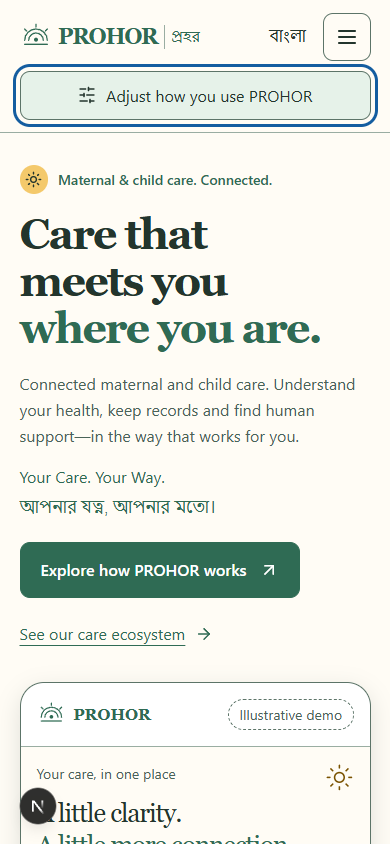 PROHOR প্রহর বাংলা
Adjust how you use PROHOR
Maternal & child care. Connected.
Care that
meets you
where you are.
Connected maternal and child care. Understand
your health, keep records and find human
support—in the way that works for you.
Your Care. Your Way.
আপনার যত্ন, আপনার মতো।
Explore how PROHOR works
See our care ecosystem
PROHOR Illustrative demo
Your care, in one place
N
little clarity.
A little more connection